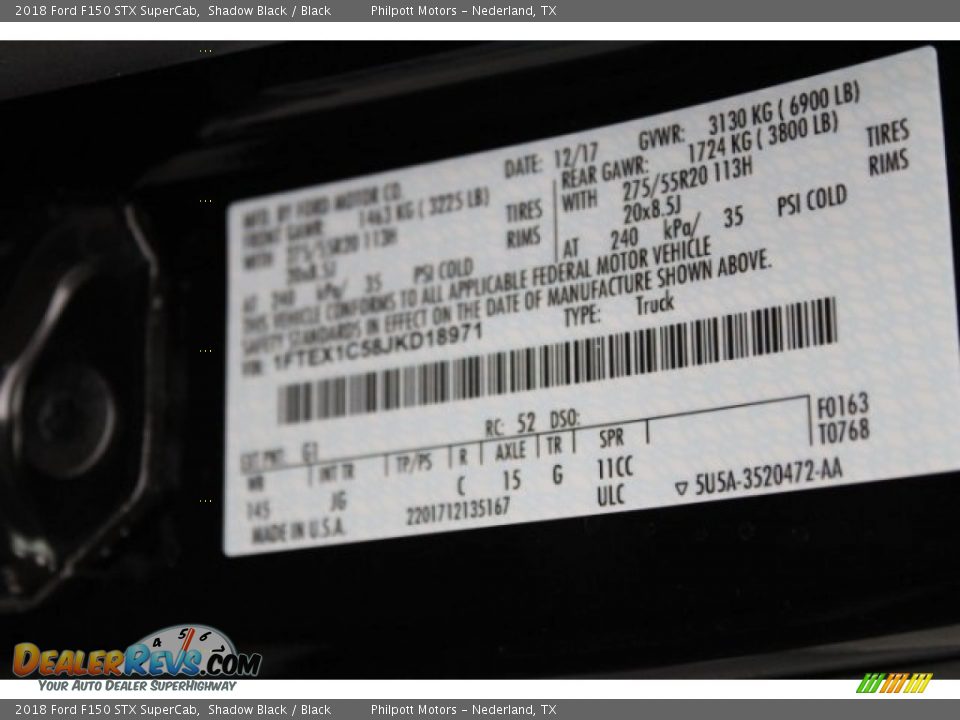 2018 Ford F150 STX SuperCab, Shadow Black / Black Philpott Motors – Nederland, TX
MFD. BY FORD MOTOR CO. DATE: 12/17 GVWR: 3130 KG ( 6900 LB)
FRONT GAWR: 1463 KG ( 3225 LB) REAR GAWR: 1724 KG ( 3800 LB)
WITH 275/55R20 113H TIRES WITH 275/55R20 113H TIRES
20x8.5J RIMS 20x8.5J RIMS
AT 240 kPa/ 35 PSI COLD AT 240 kPa/ 35 PSI COLD
THIS VEHICLE CONFORMS TO ALL APPLICABLE FEDERAL MOTOR VEHICLE
SAFETY STANDARDS IN EFFECT ON THE DATE OF MANUFACTURE SHOWN ABOVE.
VIN: 1FTEX1C58JKD18971 TYPE: Truck
EXT PNT: G1 RC: 52 DSO: F0163
WB INT TR TP/PS R AXLE TR SPR T0768
145 JG C 15 G 11CC
MADE IN U.S.A. 2201712135167 ULC ▽ 5U5A-3520472-AA
DEALERREVS.COM
YOUR AUTO DEALER SUPERHIGHWAY
2018 Ford F150 STX SuperCab, Shadow Black / Black Philpott Motors – Nederland, TX